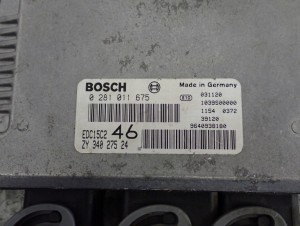 BOSCH Made in Germany
0 281 011 675 031120
1039S00000
1154 0372
39120
EDC15C2 46 9640938180
ZY 340 275 24